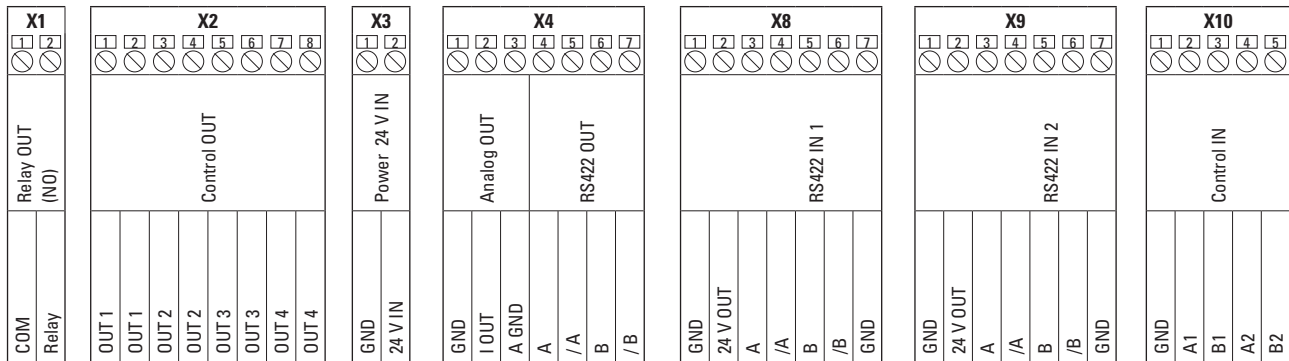 X1
1 2
Relay OUT
(NO)
COM
Relay
X2
1 2 3 4 5 6 7 8
Control OUT
OUT 1
OUT 1
OUT 2
OUT 2
OUT 3
OUT 3
OUT 4
OUT 4
X3
1 2
Power 24 V IN
GND
24 V IN
X4
1 2 3 4 5 6 7
Analog OUT
RS422 OUT
GND
I OUT
A GND
A
/ A
B
/ B
X8
1 2 3 4 5 6 7
RS422 IN 1
GND
24 V OUT
A
/A
B
/B
GND
X9
1 2 3 4 5 6 7
RS422 IN 2
GND
24 V OUT
A
/A
B
/B
GND
X10
1 2 3 4 5
Control IN
GND
A1
B1
A2
B2